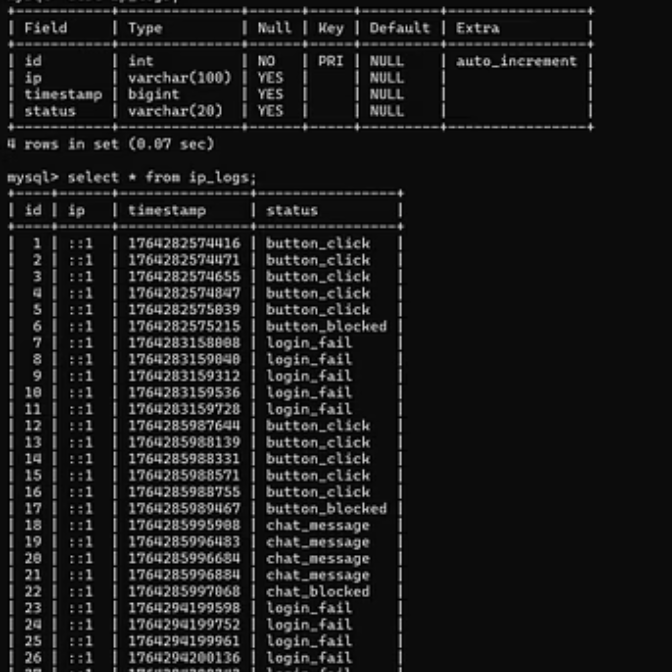 | Field | Type | Null | Key | Default | Extra |
| id | int | NO | PRI | NULL | auto_increment |
| ip | varchar(100) | YES | | NULL | |
| timestamp | bigint | YES | | NULL | |
| status | varchar(20) | YES | | NULL | |
4 rows in set (0.07 sec)
mysql> select * from ip_logs;
| id | ip | timestamp | status |
| 1 | ::1 | 1764282574416 | button_click |
| 2 | ::1 | 1764282574471 | button_click |
| 3 | ::1 | 1764282574655 | button_click |
| 4 | ::1 | 1764282574847 | button_click |
| 5 | ::1 | 1764282575039 | button_click |
| 6 | ::1 | 1764282575215 | button_blocked |
| 7 | ::1 | 1764283158008 | login_fail |
| 8 | ::1 | 1764283159040 | login_fail |
| 9 | ::1 | 1764283159312 | login_fail |
| 10 | ::1 | 1764283159536 | login_fail |
| 11 | ::1 | 1764283159728 | login_fail |
| 12 | ::1 | 1764285987644 | button_click |
| 13 | ::1 | 1764285988139 | button_click |
| 14 | ::1 | 1764285988331 | button_click |
| 15 | ::1 | 1764285988571 | button_click |
| 16 | ::1 | 1764285988755 | button_click |
| 17 | ::1 | 1764285989467 | button_blocked |
| 18 | ::1 | 1764285995908 | chat_message |
| 19 | ::1 | 1764285996483 | chat_message |
| 20 | ::1 | 1764285996684 | chat_message |
| 21 | ::1 | 1764285996884 | chat_message |
| 22 | ::1 | 1764285997068 | chat_blocked |
| 23 | ::1 | 1764294199598 | login_fail |
| 24 | ::1 | 1764294199752 | login_fail |
| 25 | ::1 | 1764294199961 | login_fail |
| 26 | ::1 | 1764294200136 | login_fail |